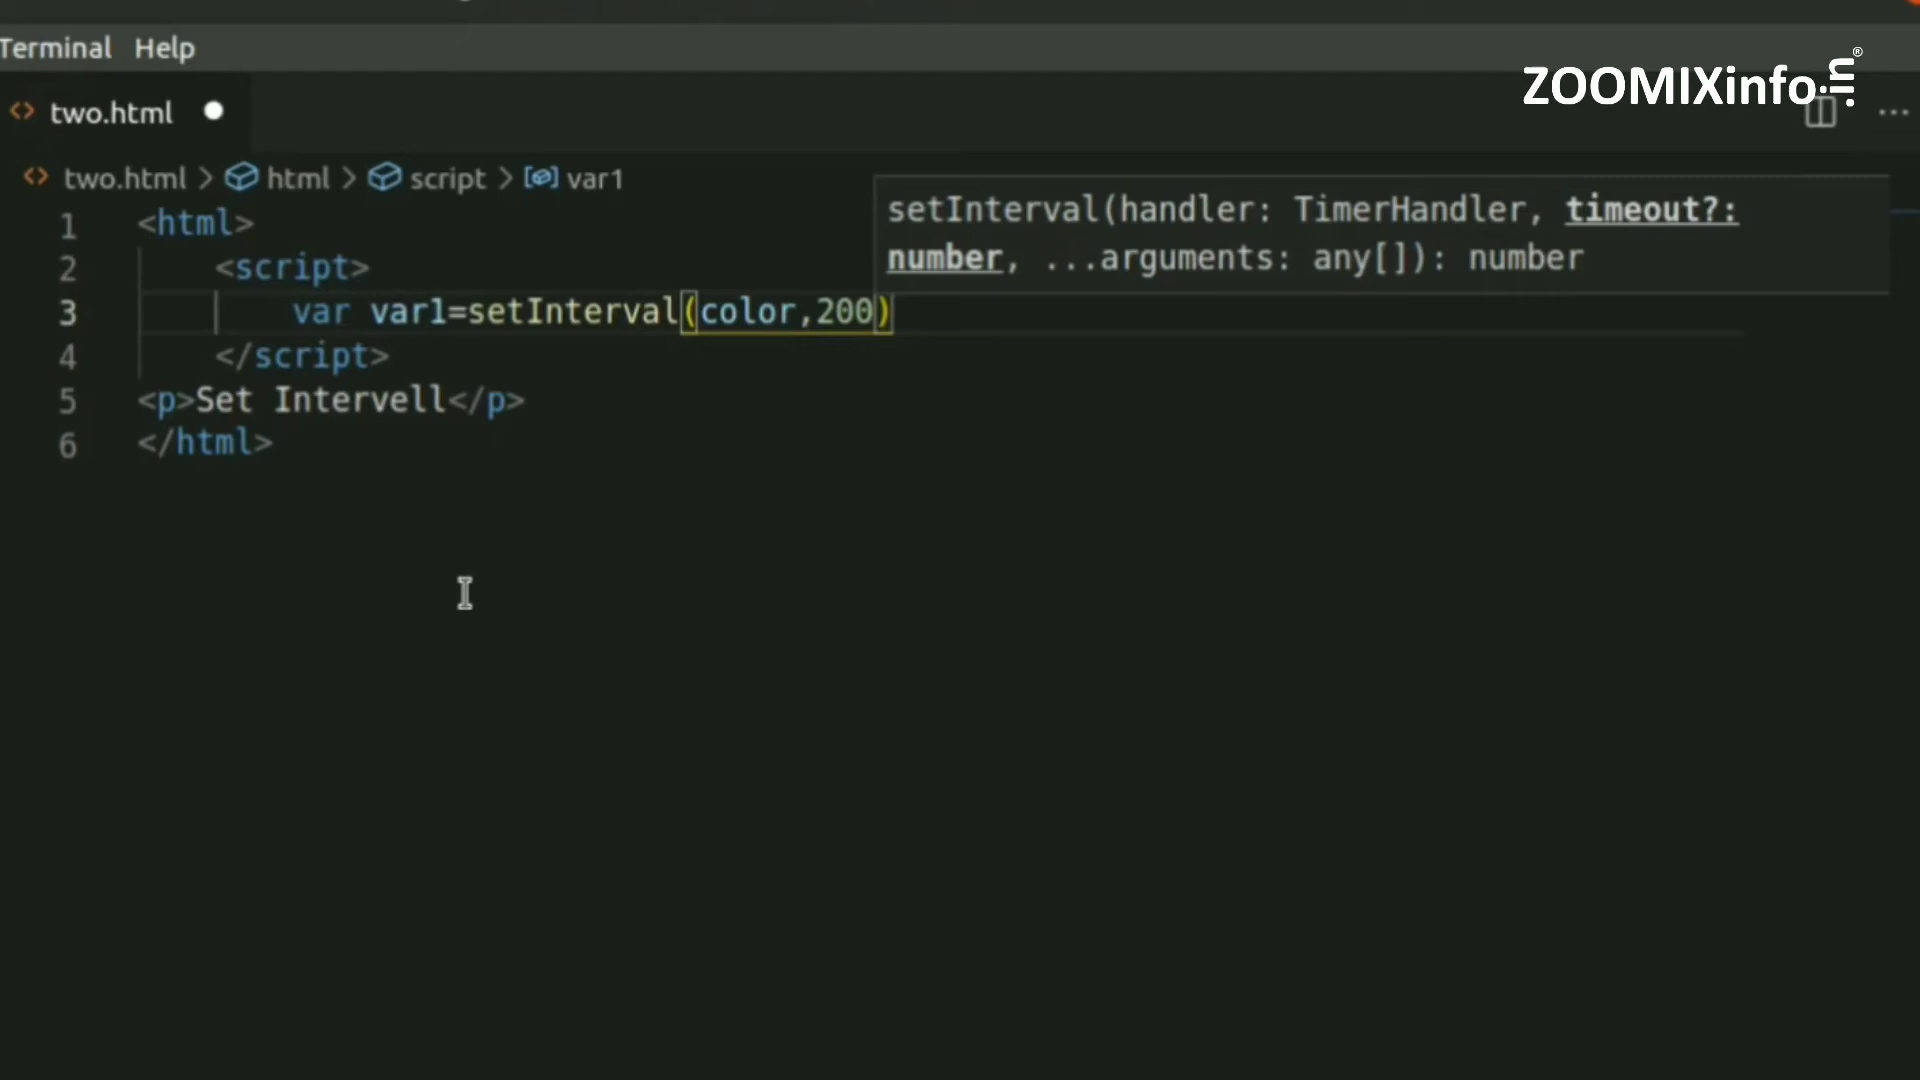 Terminal Help
ZOOMIXinfo.in®
two.html
two.html > html > script > var1
setInterval(handler: TimerHandler, timeout?:
number, ...arguments: any[]): number
1 <html>
2 <script>
3 var var1=setInterval(color,200)
4 </script>
5 <p>Set Intervell</p>
6 </html>